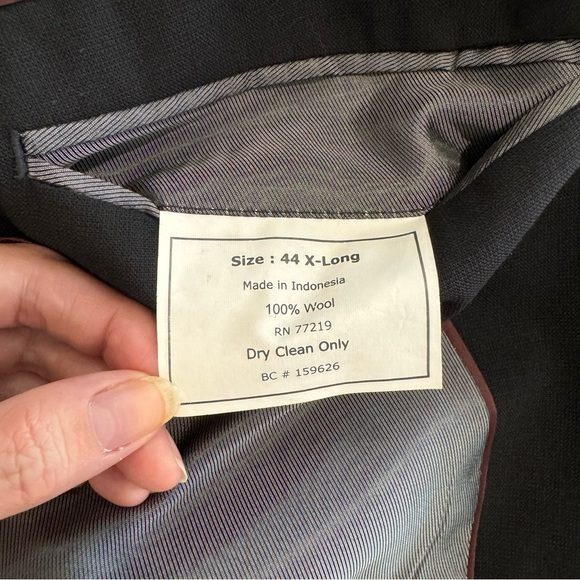 Size : 44 X-Long
Made in Indonesia
100% Wool
RN 77219
Dry Clean Only
BC # 159626